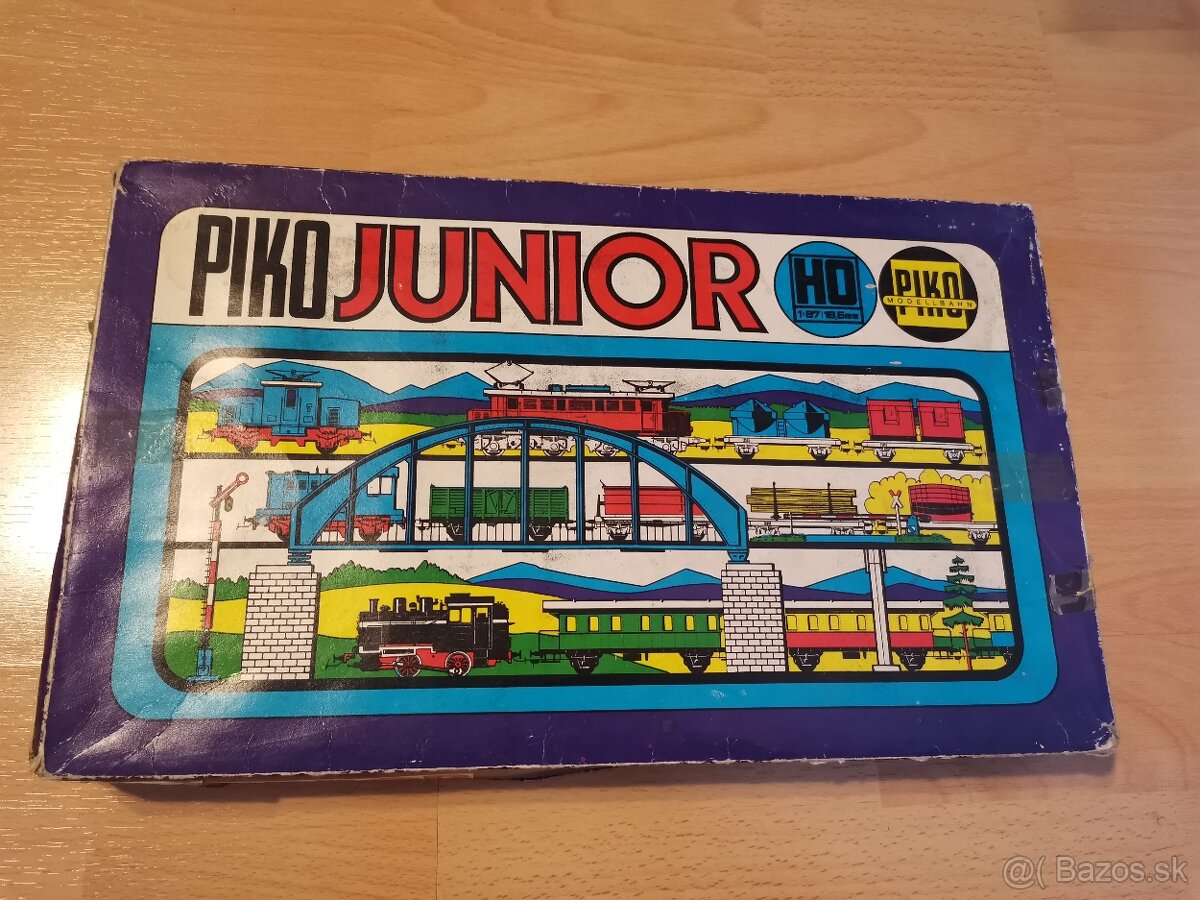 PIKO JUNIOR
HO
1:87/16,5mm
PIKO
MODELLBAHN
@( Bazos.sk